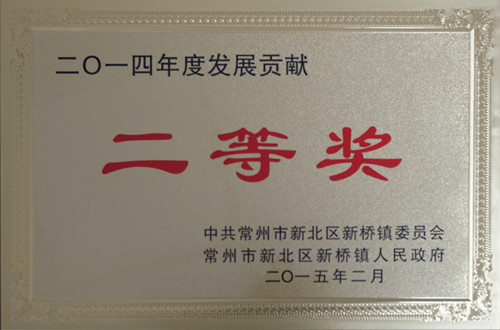 二〇一四年度发展贡献
二等奖
中共常州市新北区新桥镇委员会
常州市新北区新桥镇人民政府
二〇一五年二月